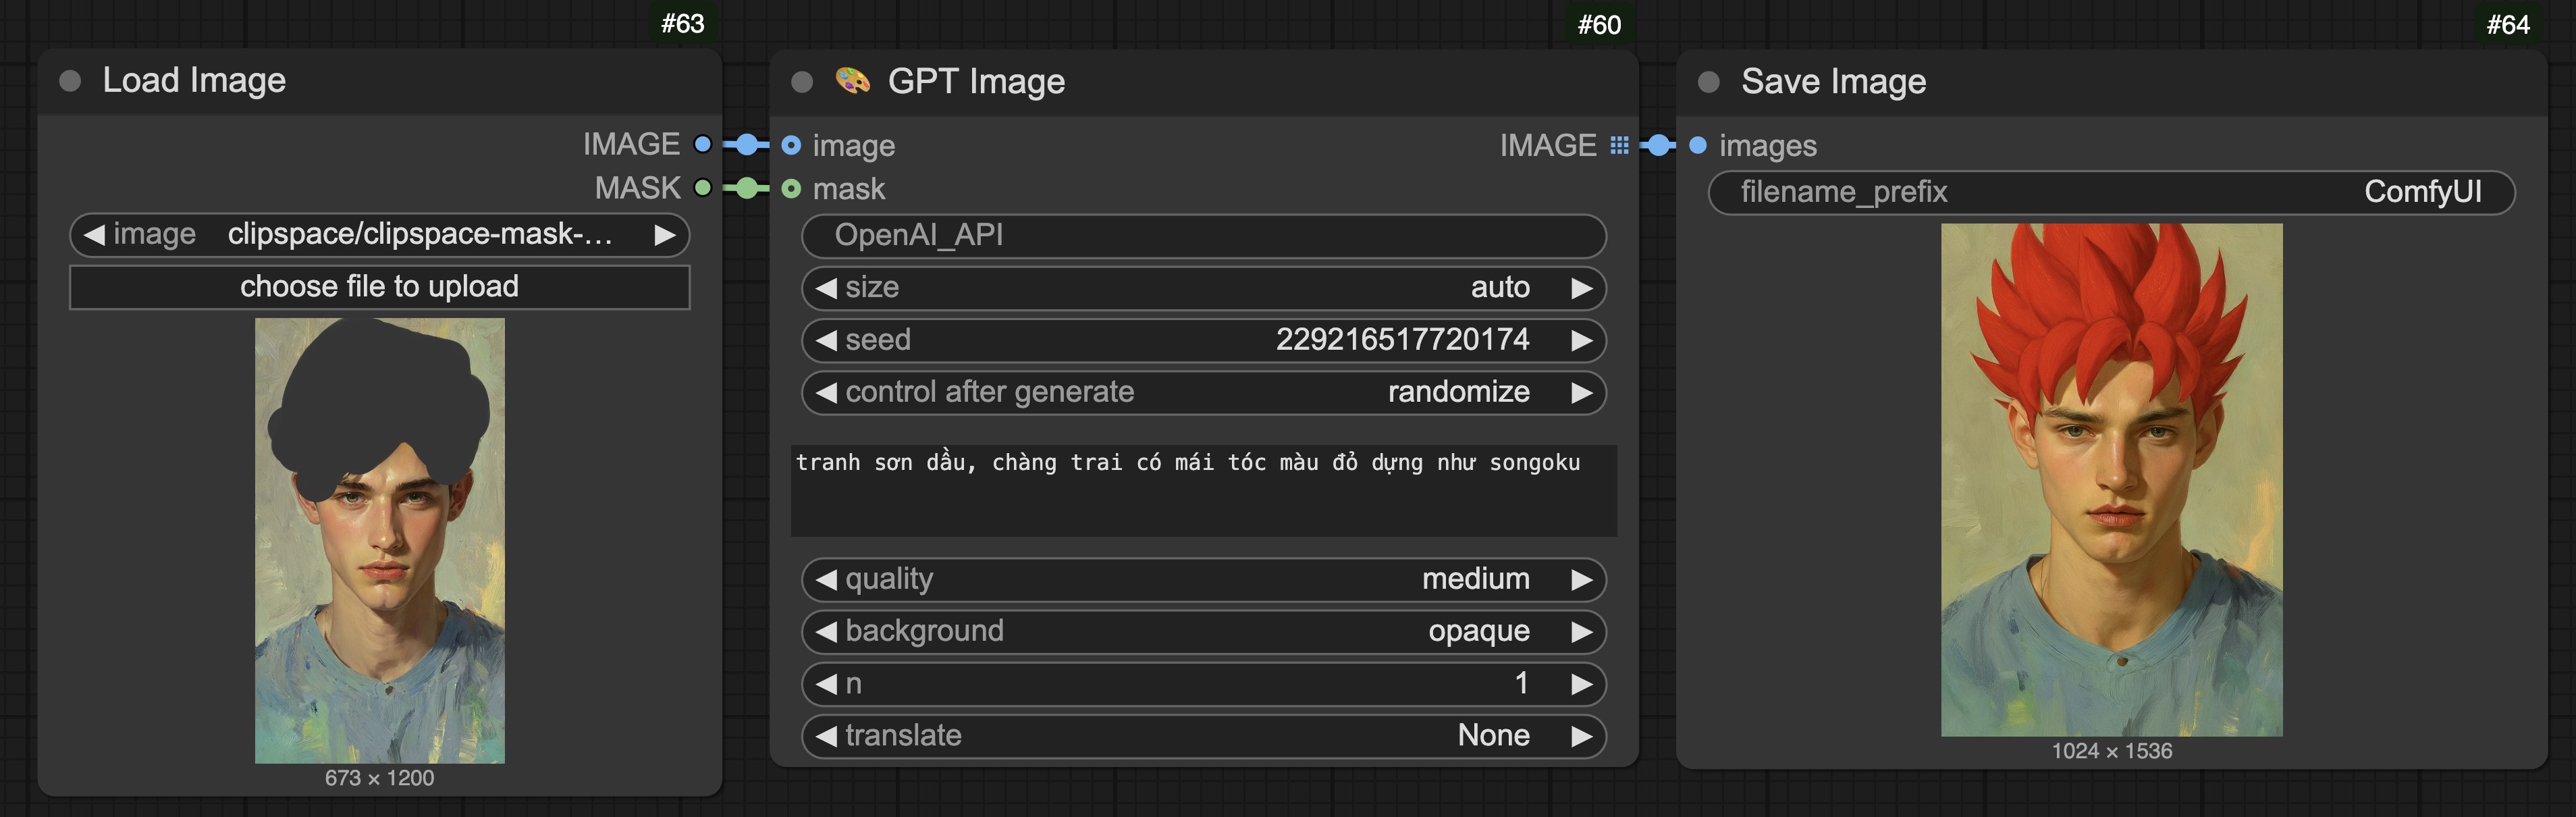 #63
Load Image
IMAGE
MASK
image clipspace/clipspace-mask-...
choose file to upload
673 × 1200
#60
GPT Image
image IMAGE
mask
OpenAI_API
size auto
seed 229216517720174
control after generate randomize
tranh sơn dầu, chàng trai có mái tóc màu đỏ dựng như songoku
quality medium
background opaque
n 1
translate None
#64
Save Image
images
filename_prefix ComfyUI
1024 × 1536